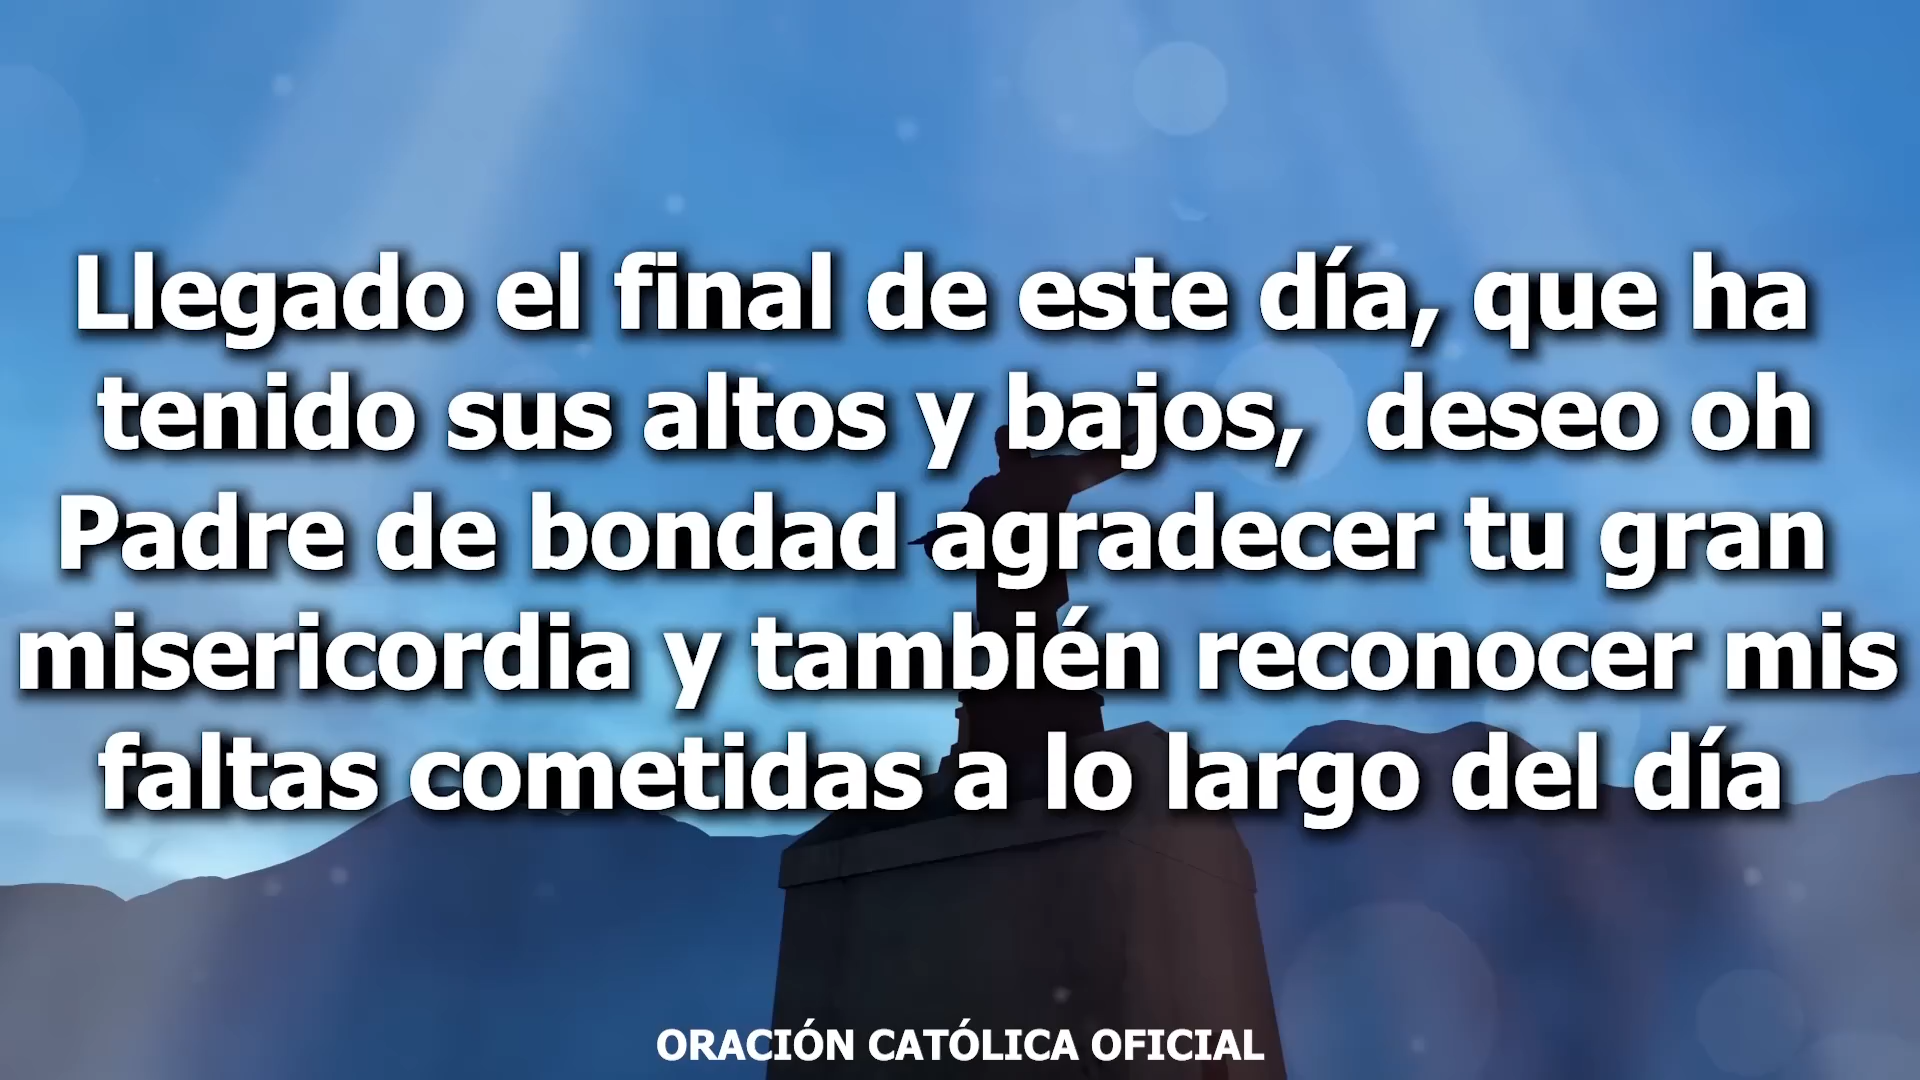 Llegado el final de este día, que ha
tenido sus altos y bajos,  deseo oh
Padre de bondad agradecer tu gran
misericordia y también reconocer mis
faltas cometidas a lo largo del día
ORACIÓN CATÓLICA OFICIAL